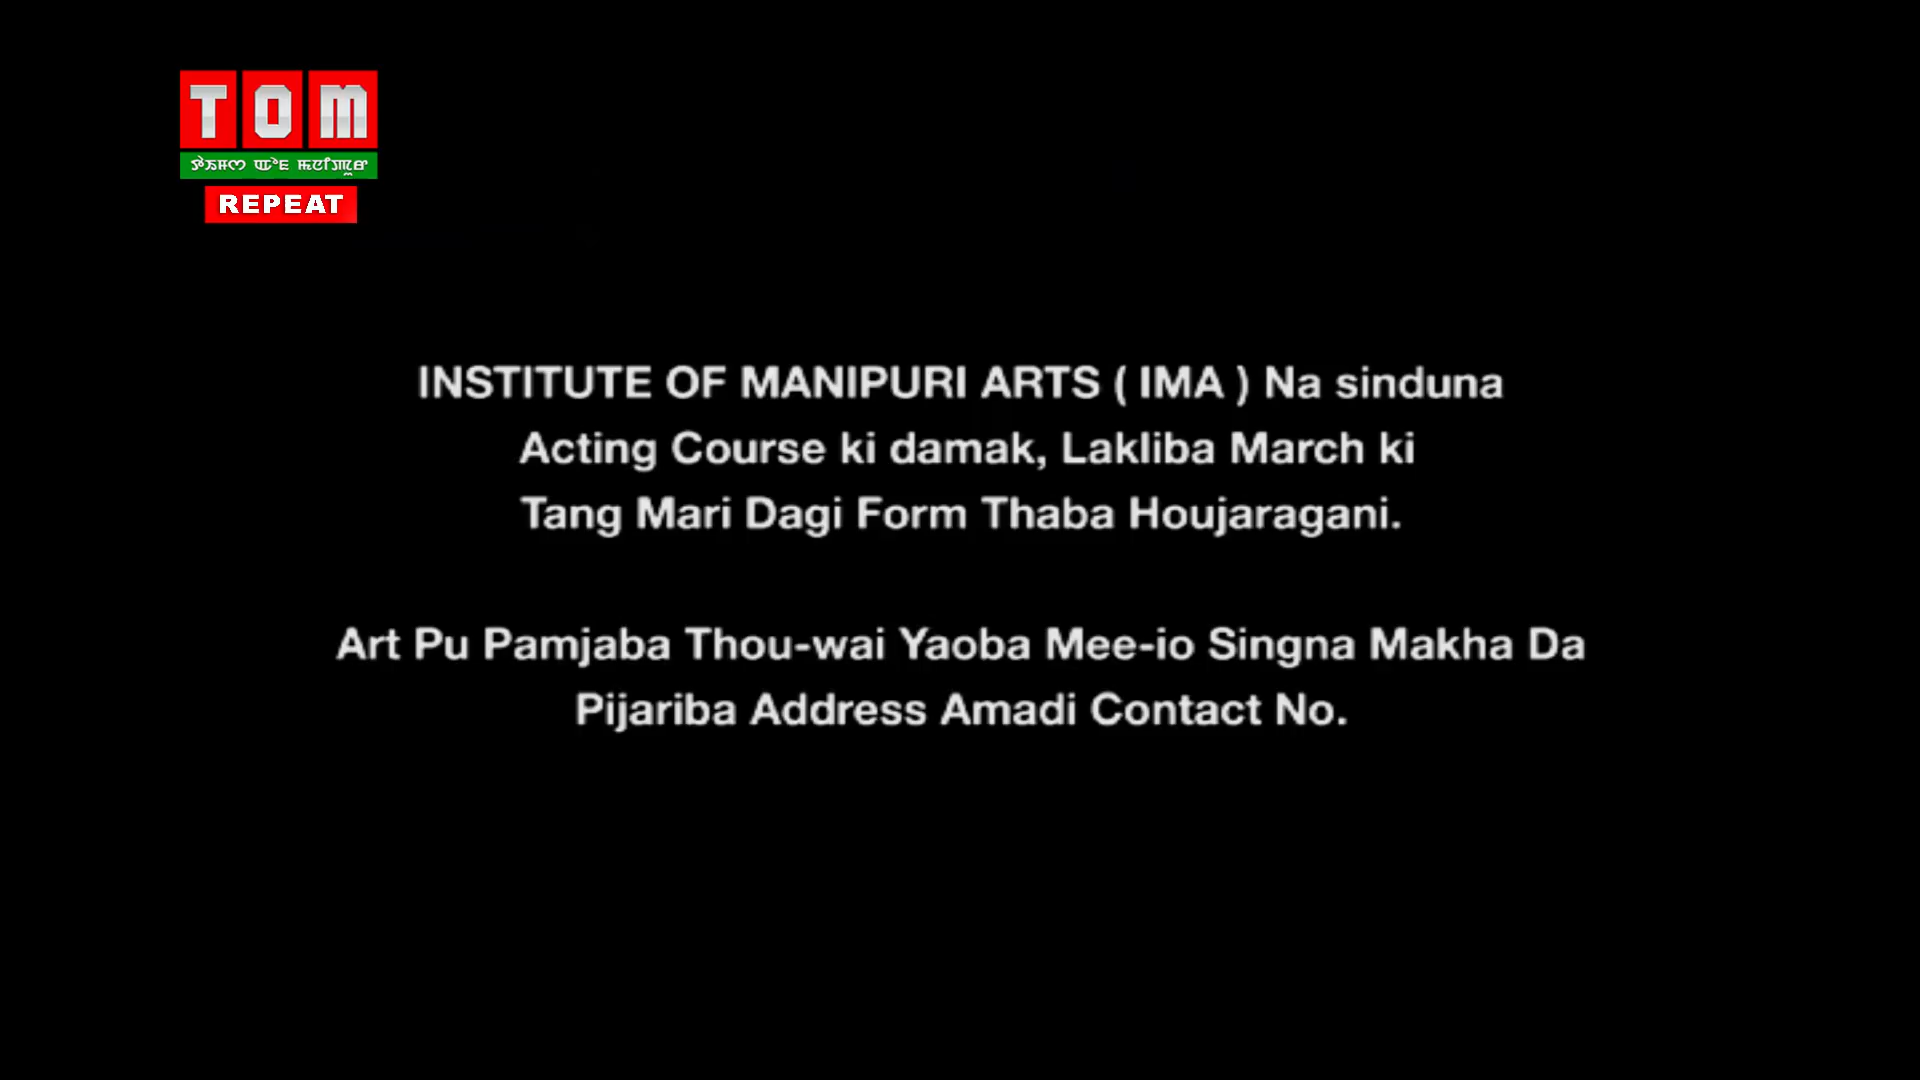 TOM
REPEAT
INSTITUTE OF MANIPURI ARTS ( IMA ) Na sinduna
Acting Course ki damak, Lakliba March ki
Tang Mari Dagi Form Thaba Houjaragani.
Art Pu Pamjaba Thou-wai Yaoba Mee-io Singna Makha Da
Pijariba Address Amadi Contact No.